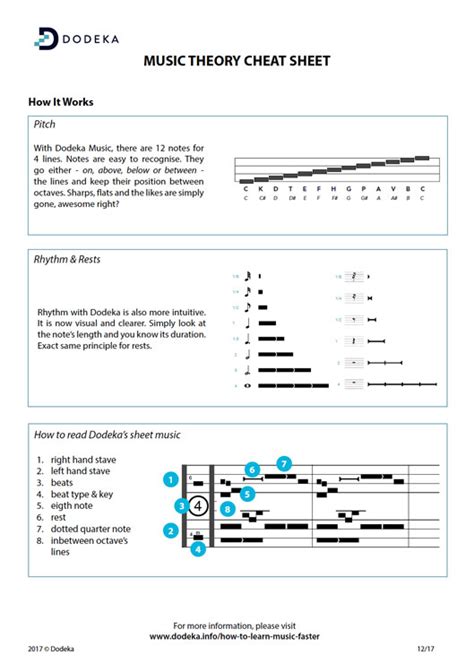 DODEKA
MUSIC THEORY CHEAT SHEET
How It Works
Pitch
With Dodeka Music, there are 12 notes for
4 lines. Notes are easy to recognise. They
go either - on, above, below or between -
the lines and keep their position between
octaves. Sharps, flats and the likes are simply
gone, awesome right?
C K D T E F H G P A V B C
Rhythm & Rests
Rhythm with Dodeka is also more intuitive.
It is now visual and clearer. Simply look at
the note's length and you know its duration.
Exact same principle for rests.
How to read Dodeka's sheet music
1. right hand stave
2. left hand stave
3. beats
4. beat type & key
5. eigth note
6. rest
7. dotted quarter note
8. inbetween octave's
lines
1
2
3
4
5
6
7
8
4
For more information, please visit
www.dodeka.info/how-to-learn-music-faster
2017 © Dodeka
12/17